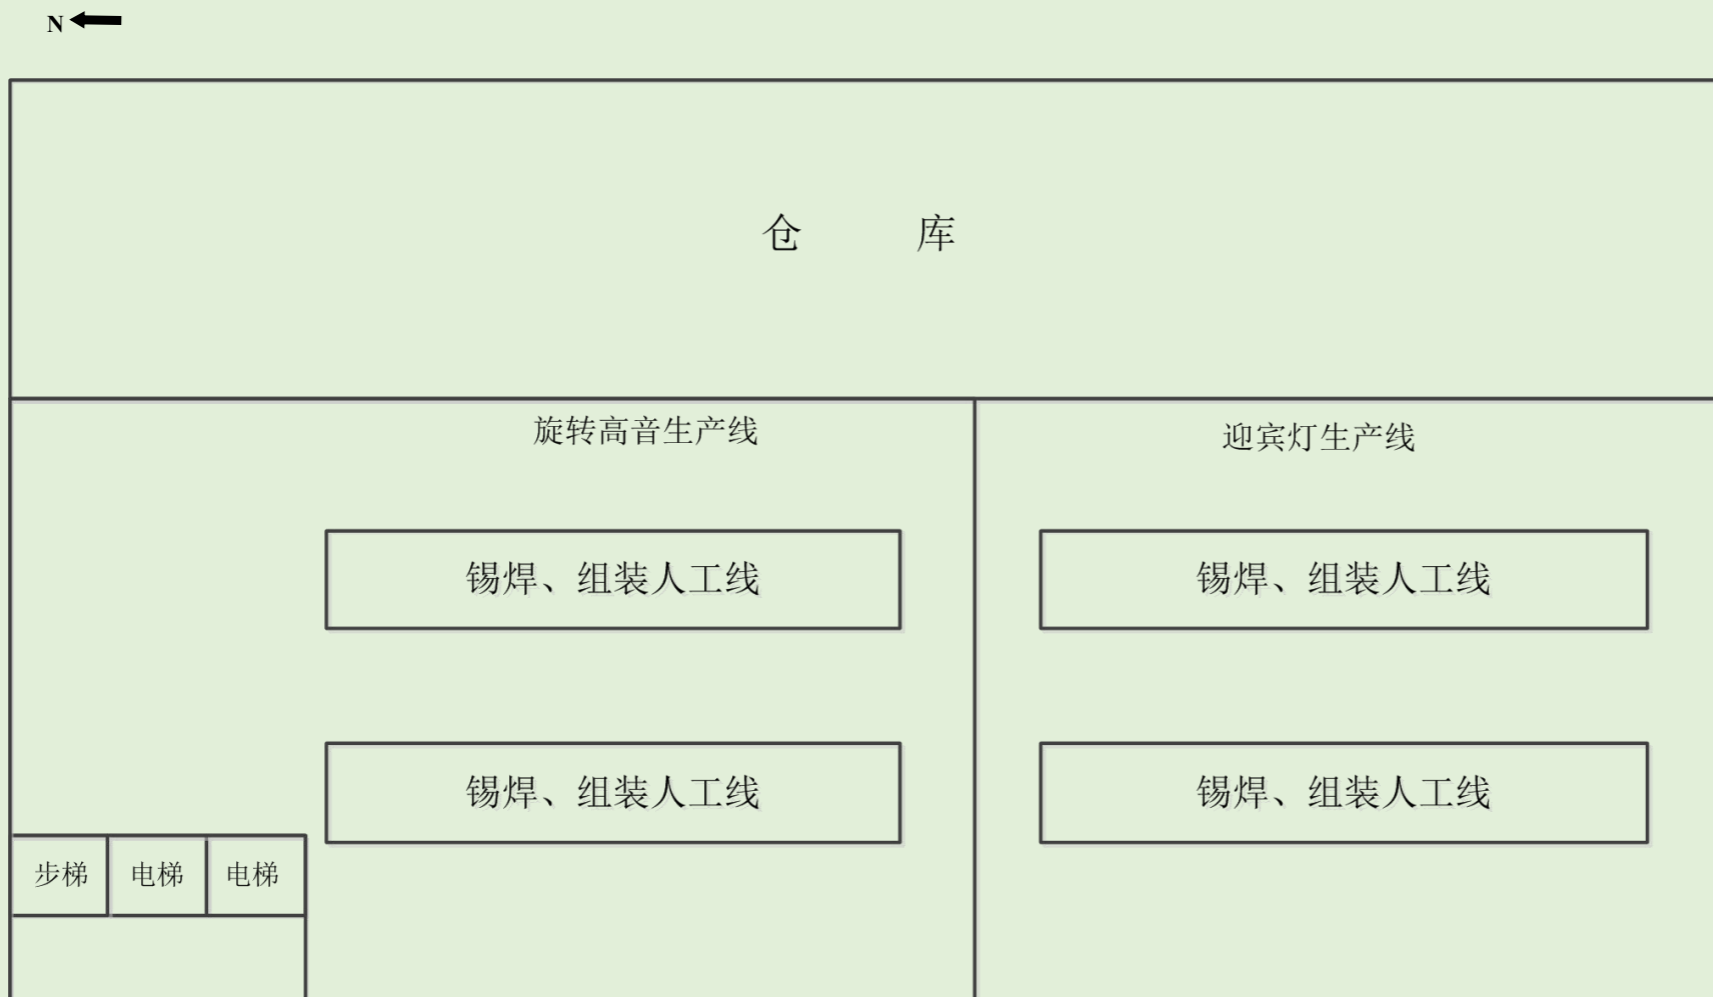 N
仓 库
旋转高音生产线
迎宾灯生产线
锡焊、组装人工线
锡焊、组装人工线
锡焊、组装人工线
锡焊、组装人工线
步梯
电梯
电梯